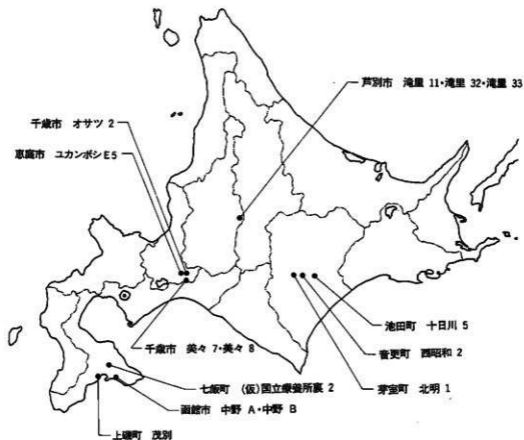 芦別市 滝里 11・滝里 32・滝里 33
千歳市 オサツ 2
恵庭市 ユカンボシE5
池田町 十日川 5
音更町 西昭和 2
芽室町 北明 1
千歳市 美々 7・美々 8
七飯町 (仮)国立療養所裏 2
函館市 中野 A・中野 B
上磯町 茂別